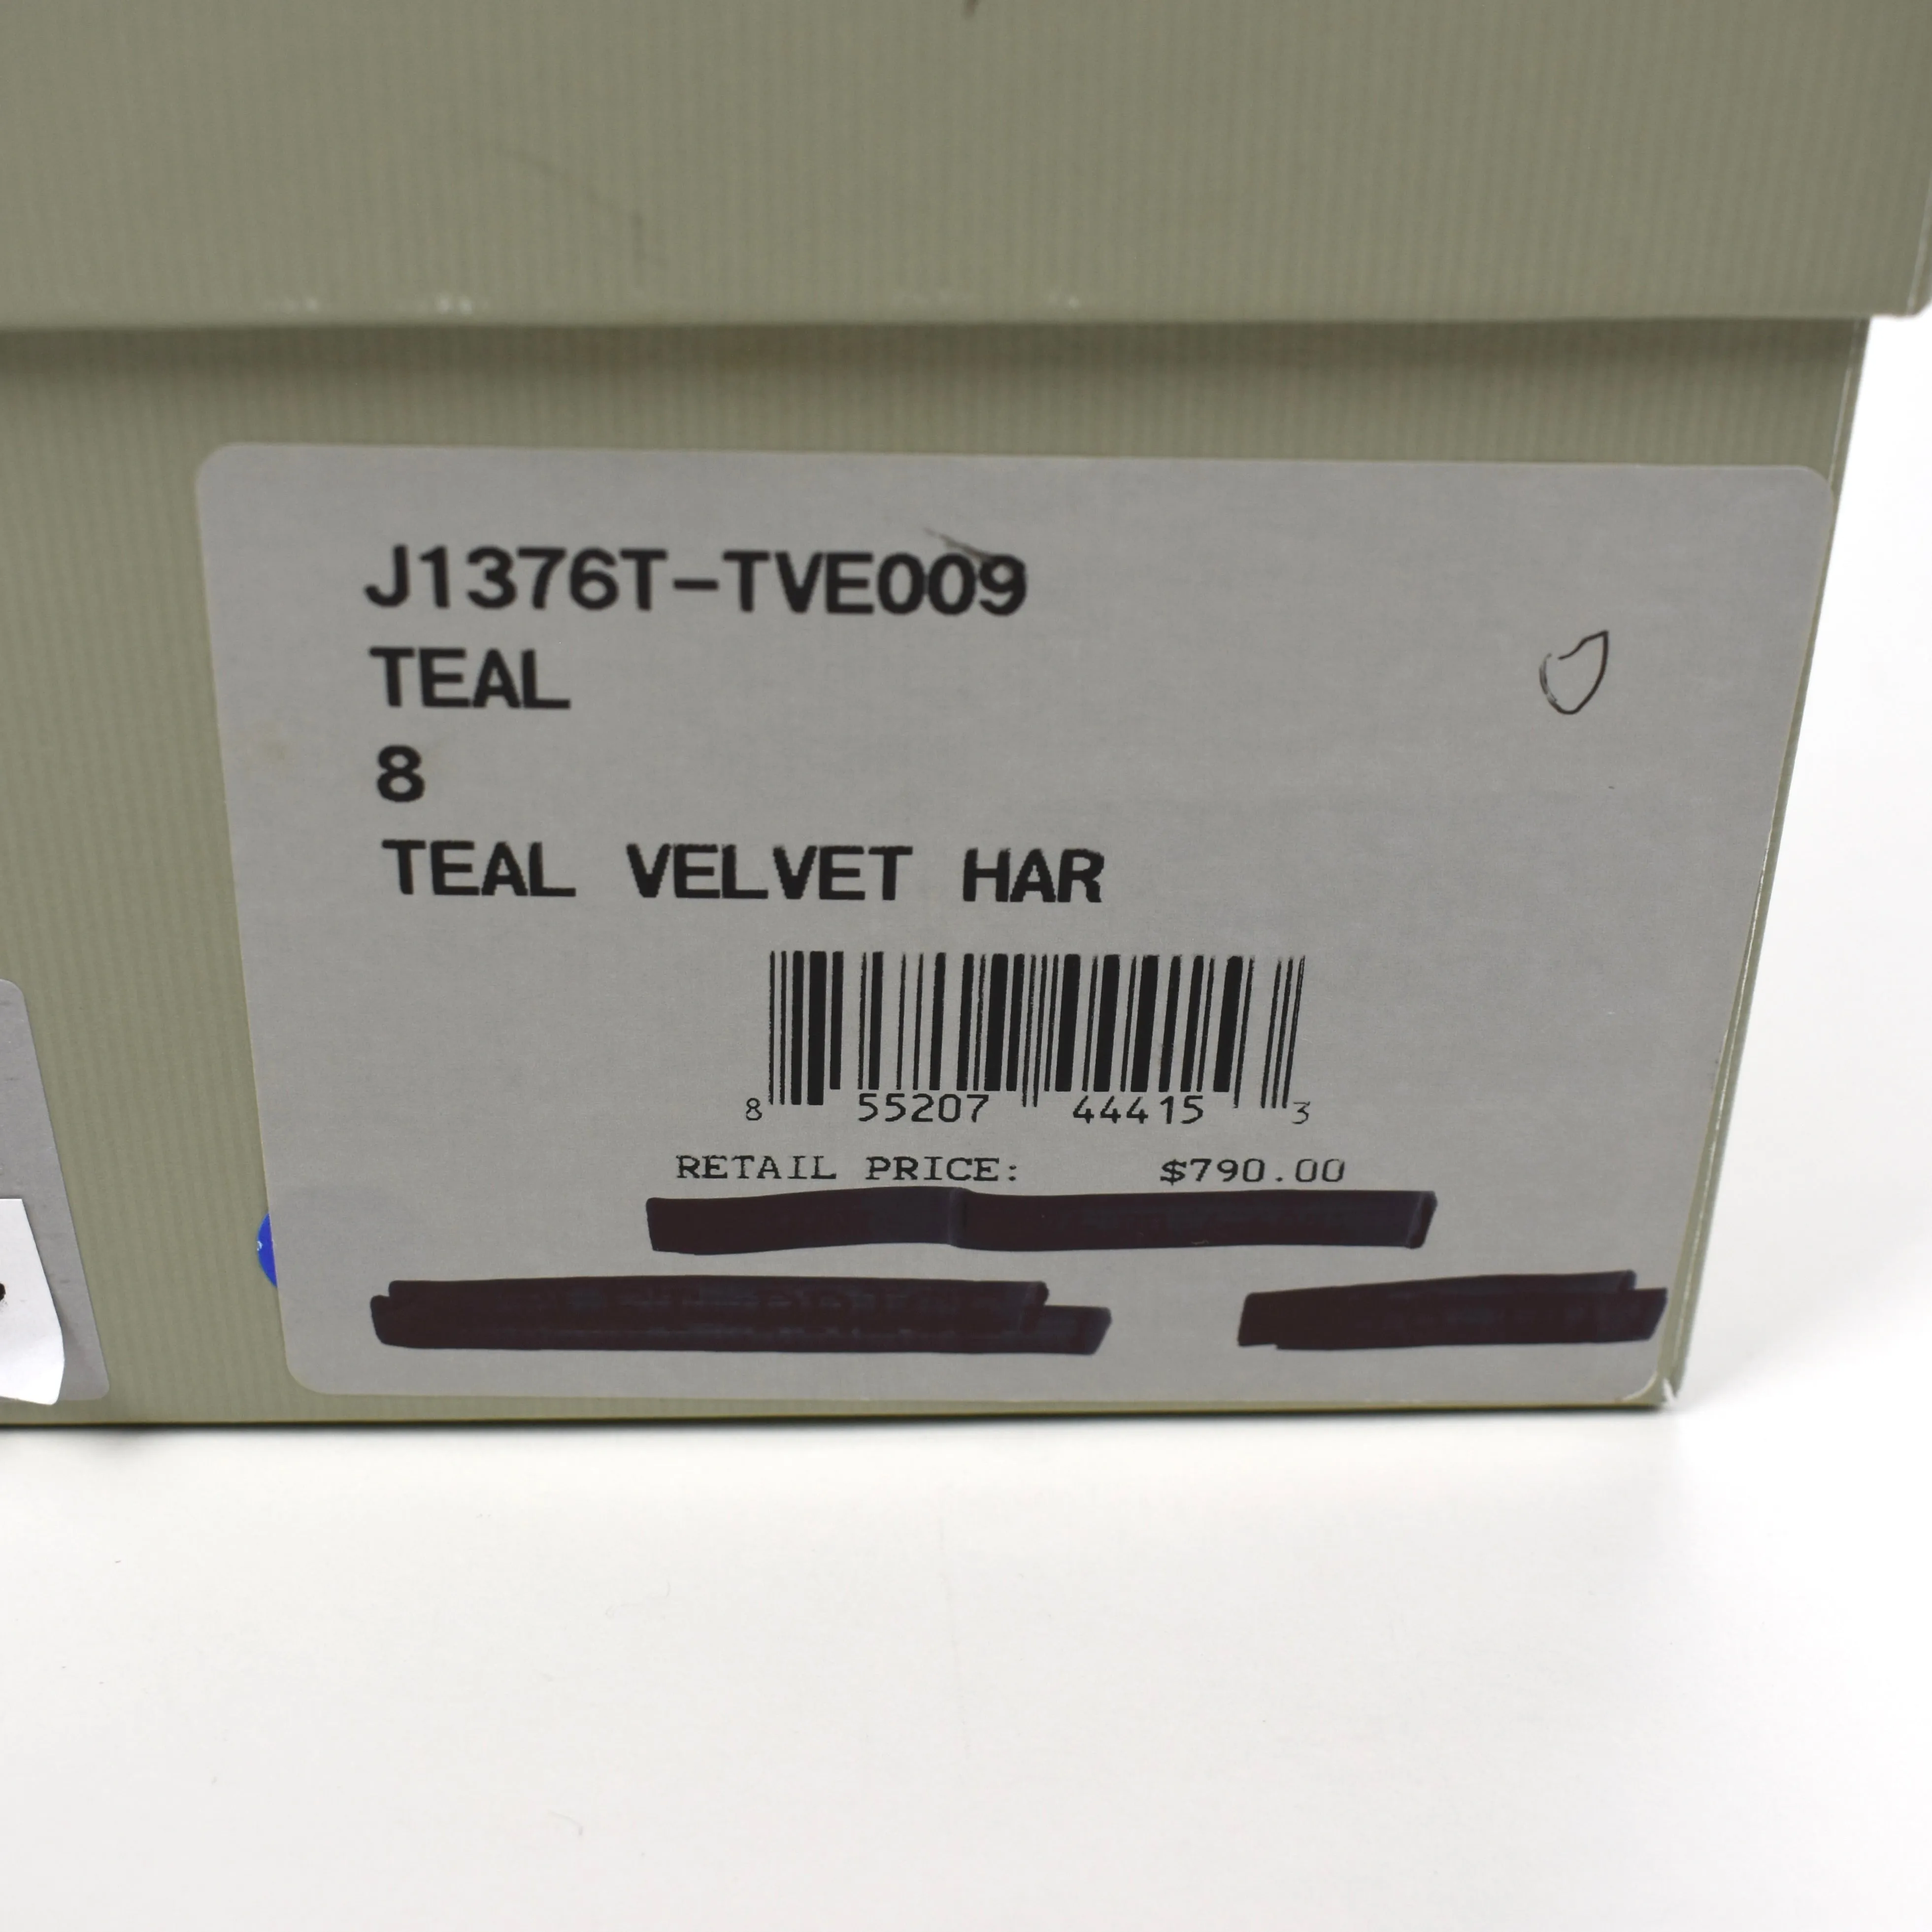 J1376T-TVE009
TEAL
8
TEAL VELVET HAR
8 55207 44415 3
RETAIL PRICE: $790.00